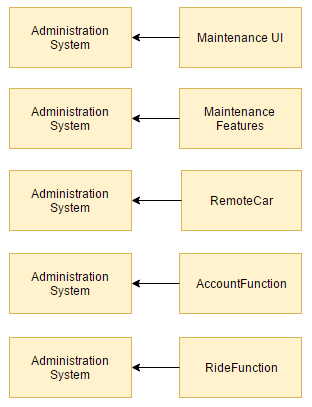 Administration
System
Maintenance UI
Administration
System
Maintenance
Features
Administration
System
RemoteCar
Administration
System
AccountFunction
Administration
System
RideFunction